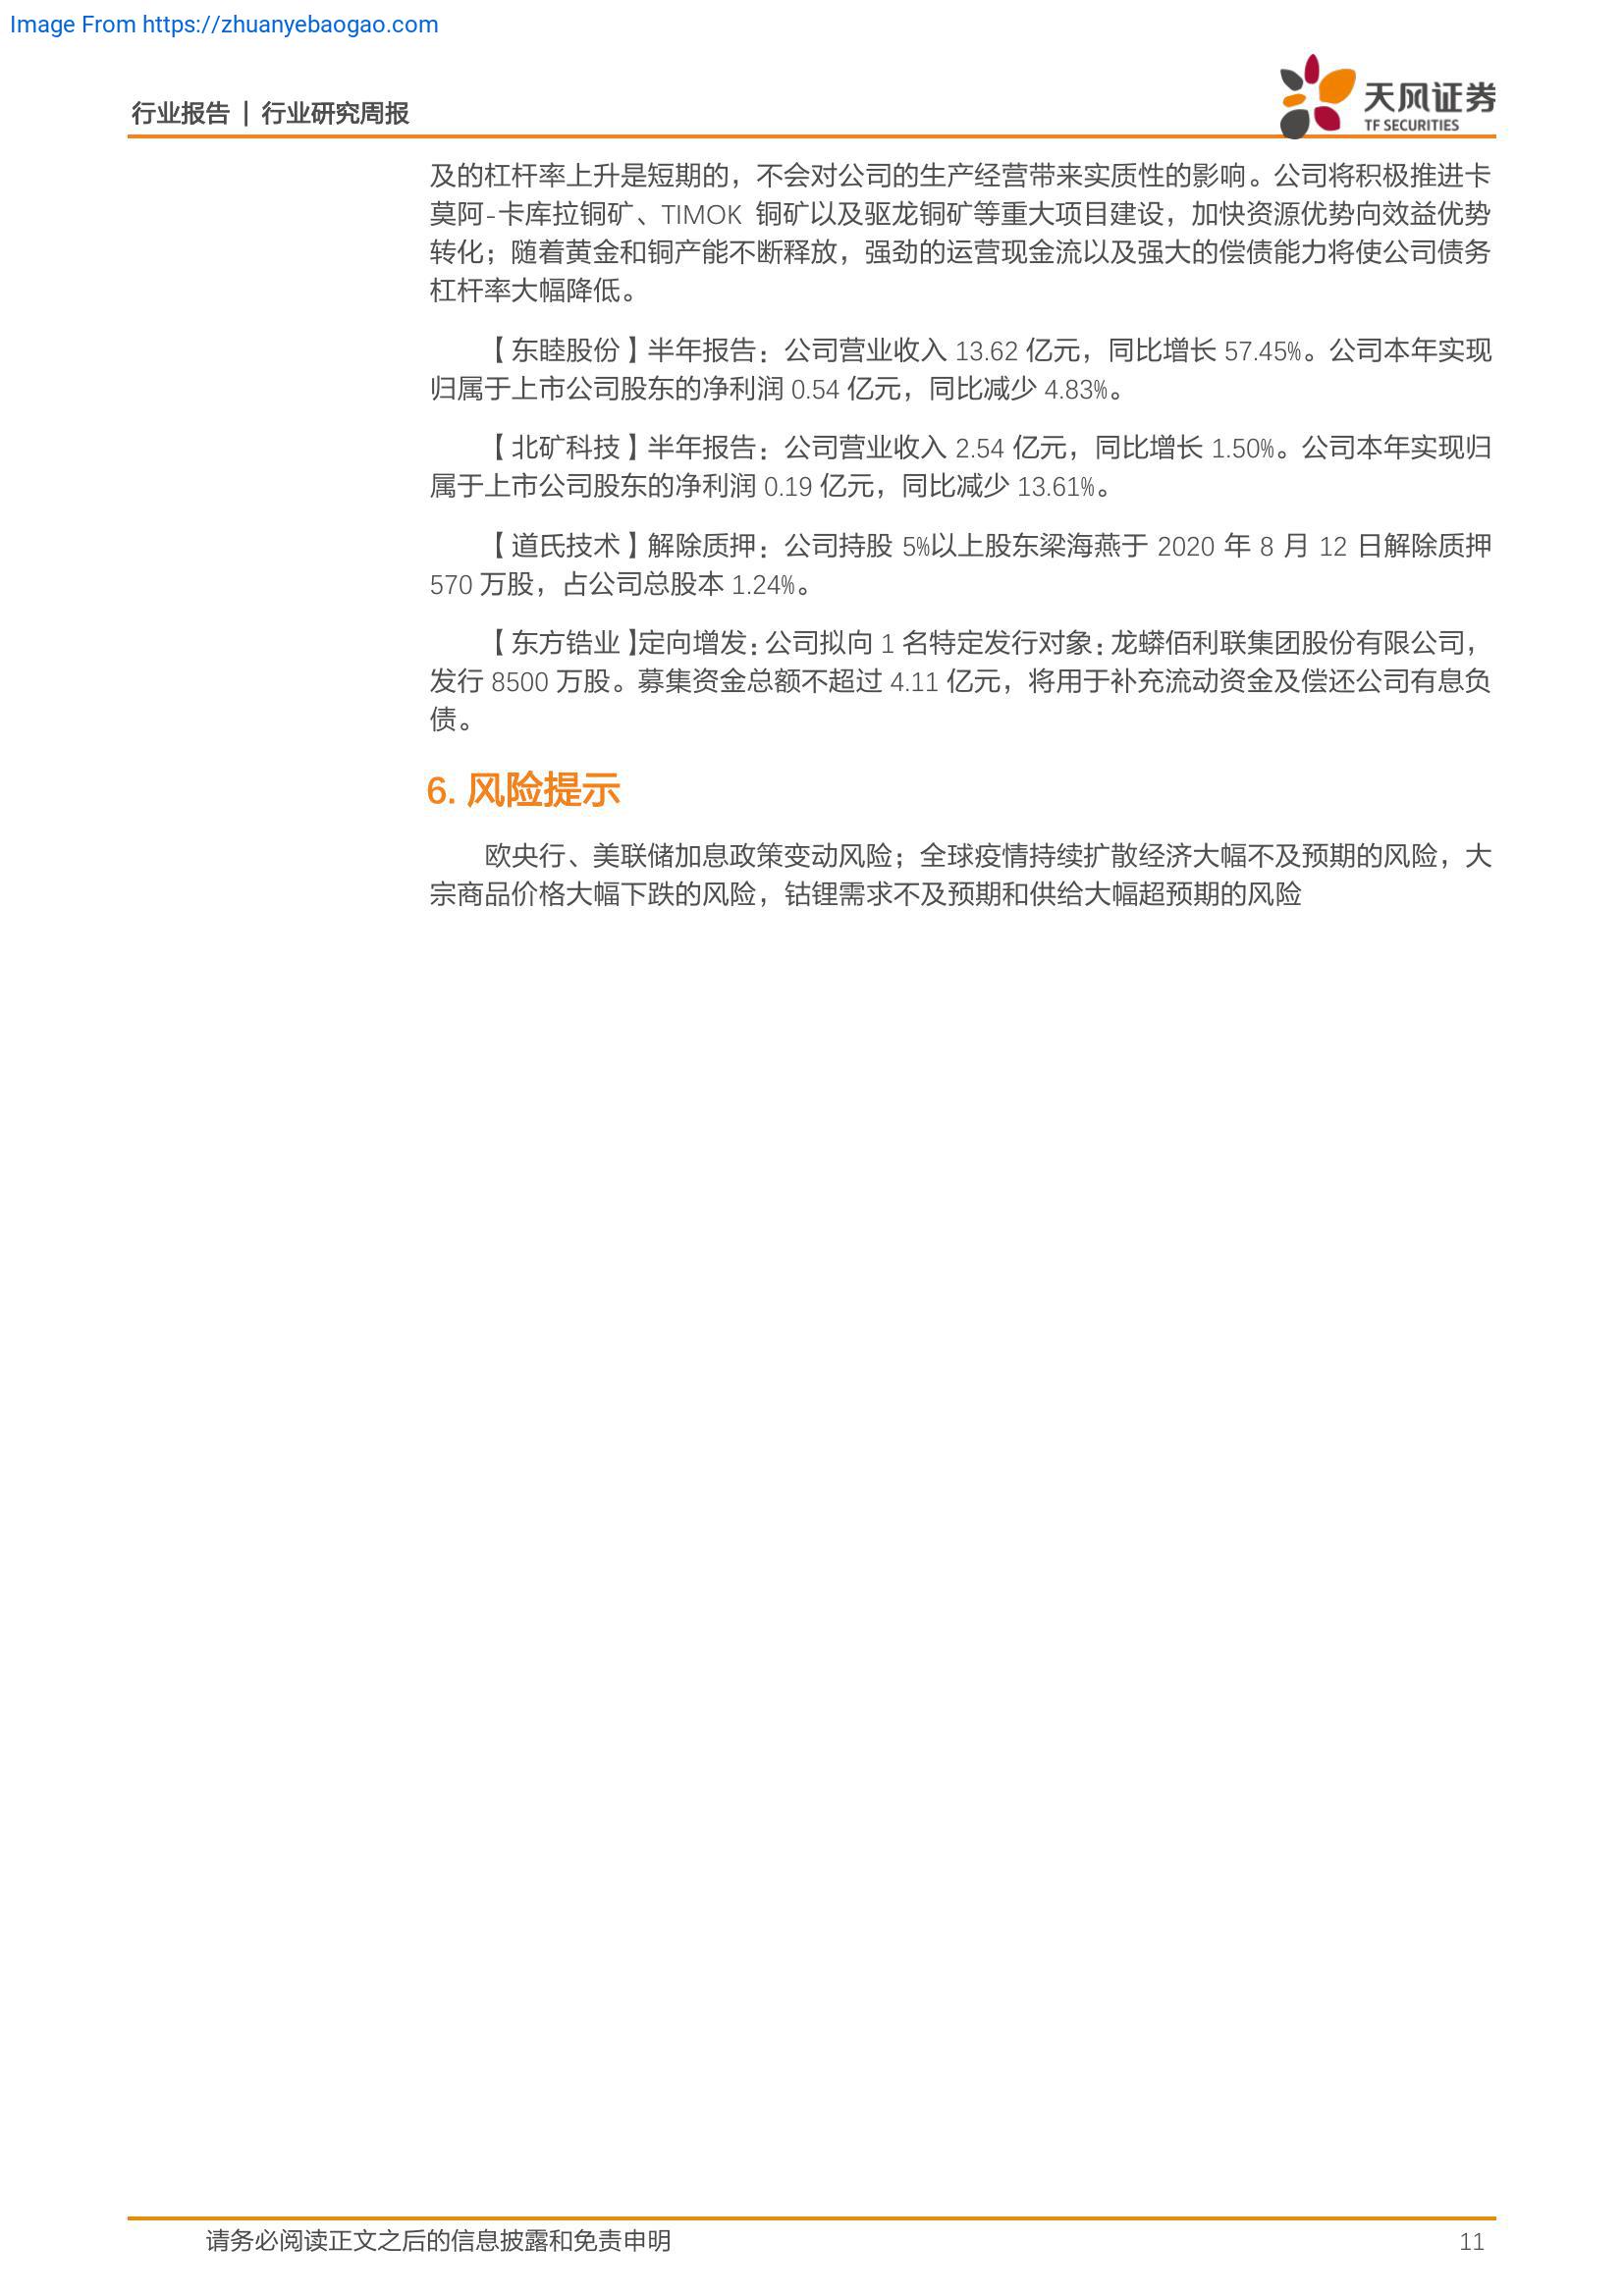 Image From https://zhuanyebaogao.com
行业报告 | 行业研究周报
天风证券
TF SECURITIES
及的杠杆率上升是短期的，不会对公司的生产经营带来实质性的影响。公司将积极推进卡
莫阿-卡库拉铜矿、TIMOK 铜矿以及驱龙铜矿等重大项目建设，加快资源优势向效益优势
转化；随着黄金和铜产能不断释放，强劲的运营现金流以及强大的偿债能力将使公司债务
杠杆率大幅降低。
【东睦股份】半年报告：公司营业收入 13.62 亿元，同比增长 57.45%。公司本年实现
归属于上市公司股东的净利润 0.54 亿元，同比减少 4.83%。
【北矿科技】半年报告：公司营业收入 2.54 亿元，同比增长 1.50%。公司本年实现归
属于上市公司股东的净利润 0.19 亿元，同比减少 13.61%。
【道氏技术】解除质押：公司持股 5%以上股东梁海燕于 2020 年 8 月 12 日解除质押
570 万股，占公司总股本 1.24%。
【东方锆业】定向增发：公司拟向 1 名特定发行对象：龙蟒佰利联集团股份有限公司，
发行 8500 万股。募集资金总额不超过 4.11 亿元，将用于补充流动资金及偿还公司有息负
债。
6. 风险提示
欧央行、美联储加息政策变动风险；全球疫情持续扩散经济大幅不及预期的风险，大
宗商品价格大幅下跌的风险，钴锂需求不及预期和供给大幅超预期的风险
请务必阅读正文之后的信息披露和免责申明
11